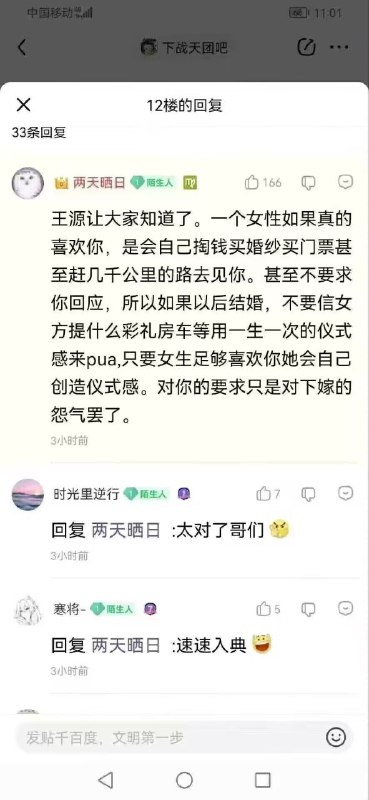 中国移动 11:01
下战天团吧
12楼的回复
33条回复
两天晒日 陌生人 166
王源让大家知道了。一个女性如果真的
喜欢你，是会自己掏钱买婚纱买门票甚
至赶几千公里的路去见你。甚至不要求
你回应，所以如果以后结婚，不要信女
方提什么彩礼房车等用一生一次的仪式
感来pua,只要女生足够喜欢你她会自己
创造仪式感。对你的要求只是对下嫁的
怨气罢了。
3小时前
时光里逆行 陌生人 7
回复 两天晒日 :太对了哥们
3小时前
寒将- 陌生人 5
回复 两天晒日 :速速入典
3小时前
发贴千百度，文明第一步